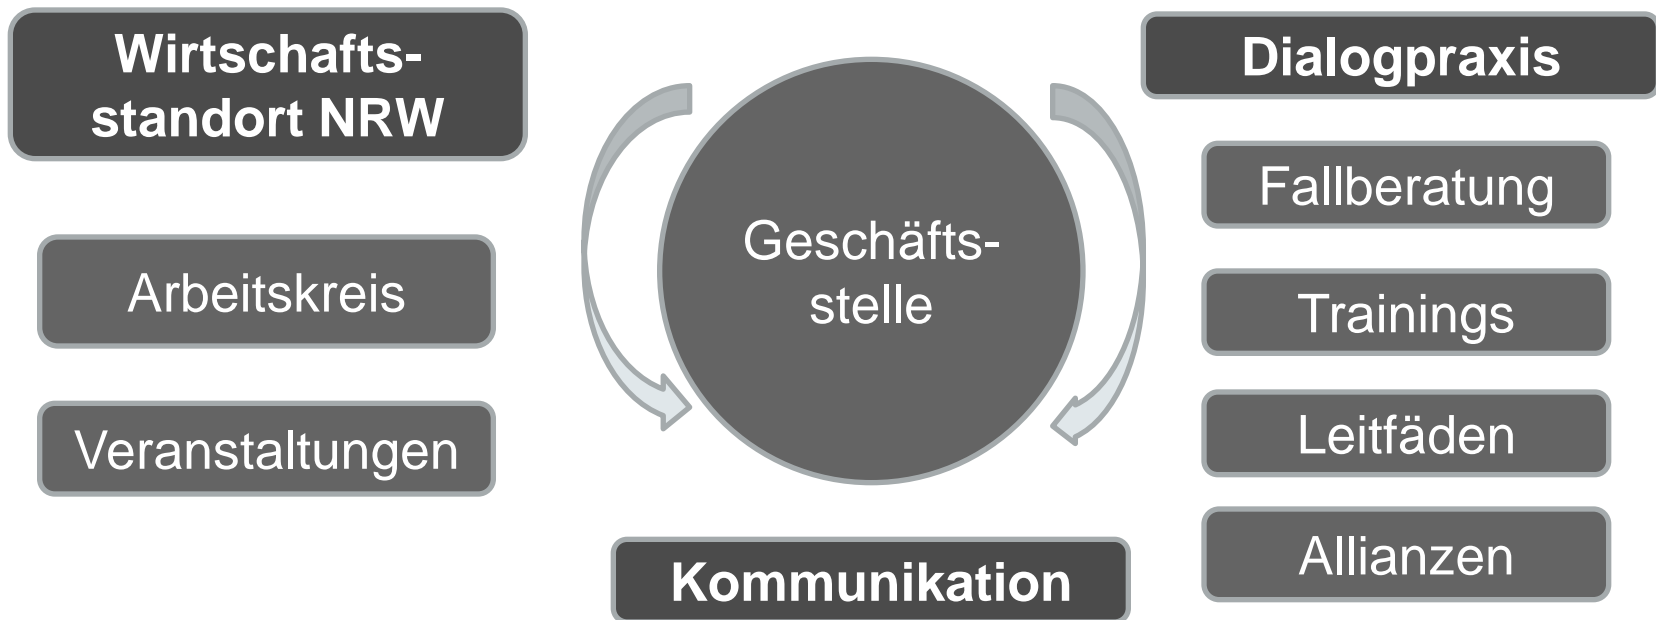 Wirtschafts-
standort NRW
Arbeitskreis
Veranstaltungen
Geschäfts-
stelle
Kommunikation
Dialogpraxis
Fallberatung
Trainings
Leitfäden
Allianzen